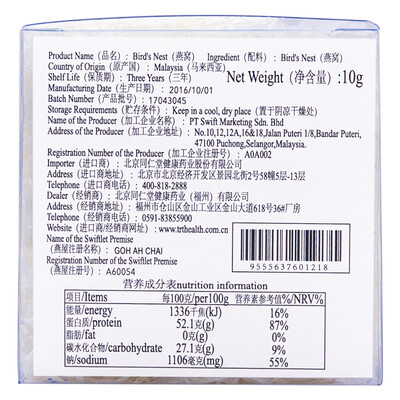 Product Name (品名) : Bird's Nest (燕窝) Ingredient (配料) : Bird's Nest (燕窝)
Country of Origin (原产国) : Malaysia (马来西亚)
Shelf Life (保质期) : Three Years (三年) Net Weight (净含量) :10g
Manufacturing Date (生产日期) : 2016/10/01
Batch Number (产品批号) : 17043045
Storage Requirements (贮存条件) : Keep in a cool, dry place (置于阴凉干燥处)
Name of the Producer (加工企业名称) : PT Swift Marketing Sdn. Bhd
Address of the Producer (加工企业地址) : No.10,12,12A,16&18,Jalan Puteri 1/8,Bandar Puteri,
47100 Puchong,Selangor,Malaysia.
Registration Number of the Producer (加工企业注册号) : A0A002
Importer (进口商) : 北京同仁堂健康药业股份有限公司
Address (进口商地址) : 北京市北京经济技术开发区景园北街2号58幢5层-13层
Telephone (进口商电话) : 400-818-2888
Dealer (经销商) : 北京同仁堂健康药业（福州）有限公司
Address (经销商地址) : 福州市仓山区金山工业区金山大道618号36#厂房
Telephone (经销商电话) : 0591-83855900
Website (进口商/经销商网址) : www.trthealth.com.cn
Name of the Swiftlet Premise
(燕屋注册名称) : GOH AH CHAI
Registration Number of the Swiftlet Premise
(燕屋注册号) : A60054
9555637601218
营养成分表nutrition information
项目/Items 每100克/per100g 营养素参考值%/NRV%
能量/energy 1336千焦(kJ) 16%
蛋白质/protein 52.1克(g) 87%
脂肪/fat 0克(g) 0%
碳水化合物/carbohydrate 27.1克(g) 9%
钠/sodium 1106毫克(mg) 55%